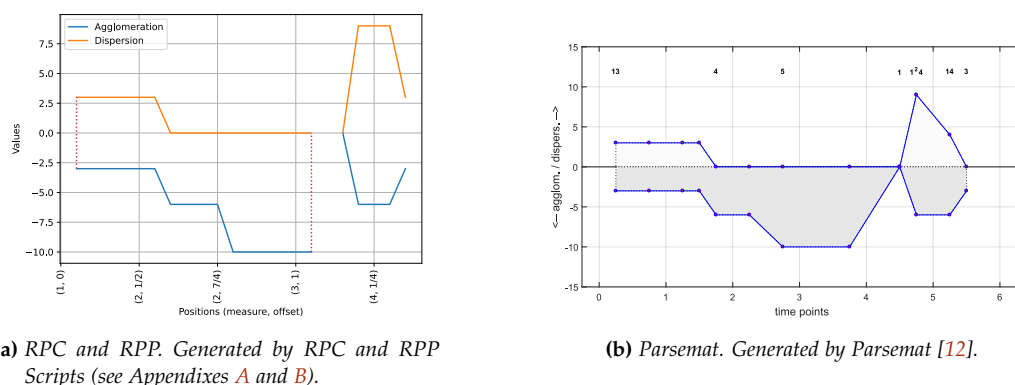 Agglomeration
Dispersion
7.5
5.0
2.5
0.0
−2.5
−5.0
−7.5
−10.0
Values
(1, 0)
(2, 1/2)
(2, 7/4)
(3, 1)
(4, 1/4)
Positions (measure, offset)
a) RPC and RPP. Generated by RPC and RPP
Scripts (see Appendixes A and B).
15
10
5
0
-5
-10
-15
<— agglom. / dispers. —>
13 4 5 1 1²4 14 3
0 1 2 3 4 5 6
time points
(b) Parsemat. Generated by Parsemat [12].